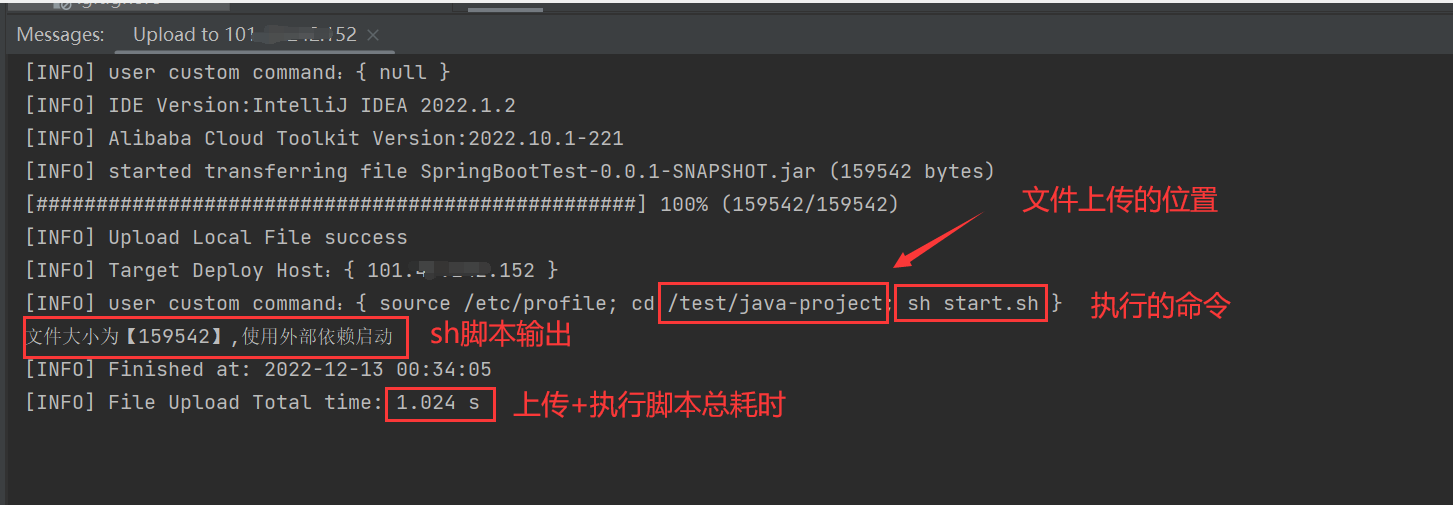 Messages: Upload to 101 .152 ×
[INFO] user custom command：{ null }
[INFO] IDE Version:IntelliJ IDEA 2022.1.2
[INFO] Alibaba Cloud Toolkit Version:2022.10.1-221
[INFO] started transferring file SpringBootTest-0.0.1-SNAPSHOT.jar (159542 bytes)
[##################################################] 100% (159542/159542)
文件上传的位置
[INFO] Upload Local File success
[INFO] Target Deploy Host：{ 101. .152 }
[INFO] user custom command：{ source /etc/profile; cd /test/java-project; sh start.sh } 执行的命令
文件大小为【159542】,使用外部依赖启动 sh脚本输出
[INFO] Finished at: 2022-12-13 00:34:05
[INFO] File Upload Total time: 1.024 s 上传+执行脚本总耗时